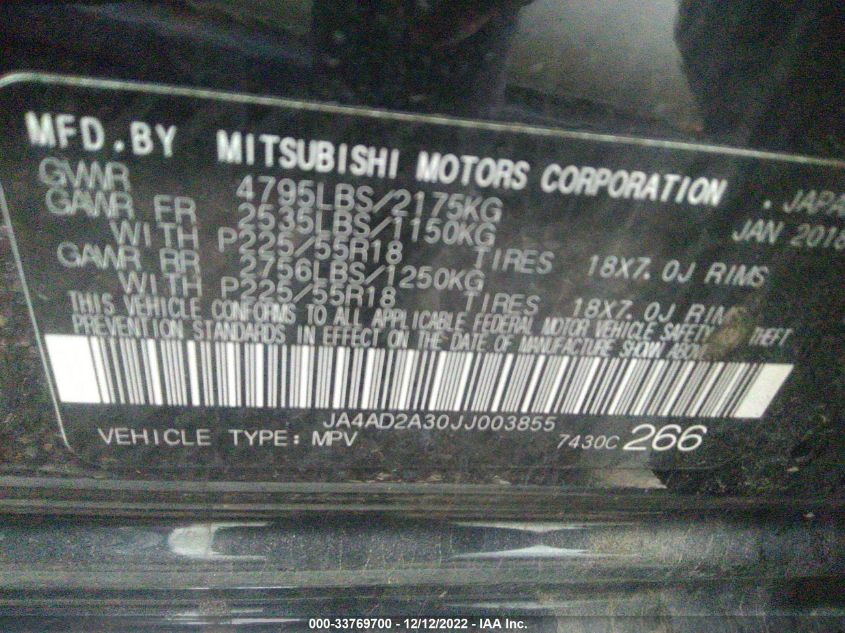 MFD.BY MITSUBISHI MOTORS CORPORATION . JAPA
GVWR 4795LBS/2175KG JAN 2018
GAWR FR 2535LBS/1150KG
WITH P225/55R18 TIRES 18X7.0J RIMS
GAWR RR 2756LBS/1250KG
WITH P225/55R18 TIRES 18X7.0J RIMS
THIS VEHICLE CONFORMS TO ALL APPLICABLE FEDERAL MOTOR VEHICLE SAFETY THEFT
PREVENTION STANDARDS IN EFFECT ON THE DATE OF MANUFACTURE SHOWN ABOVE
JA4AD2A30JJ003855
VEHICLE TYPE: MPV 7430C 266
000-33769700 - 12/12/2022 - IAA Inc.